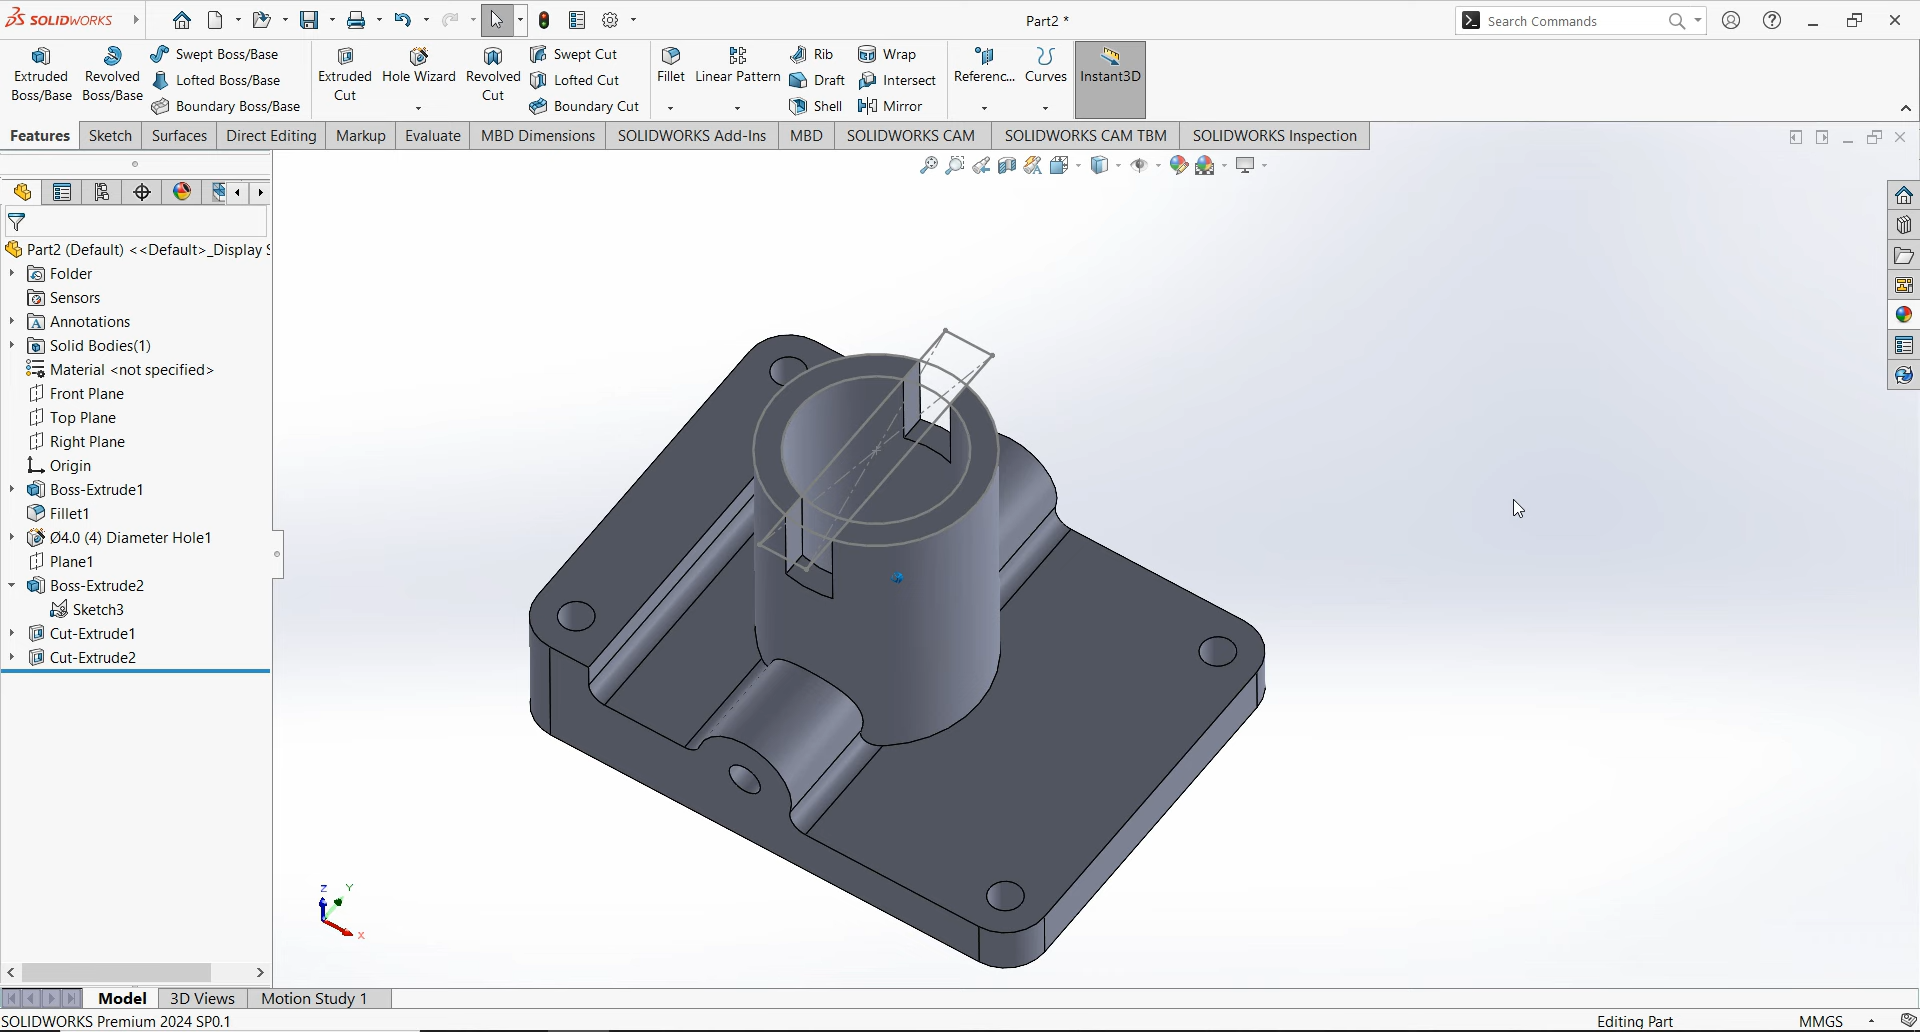 SOLIDWORKS
Part2 *
Search Commands
Extruded Boss/Base
Revolved Boss/Base
Swept Boss/Base
Lofted Boss/Base
Boundary Boss/Base
Extruded Cut
Hole Wizard
Revolved Cut
Swept Cut
Lofted Cut
Boundary Cut
Fillet
Linear Pattern
Rib
Draft
Shell
Wrap
Intersect
Mirror
Referenc...
Curves
Instant3D
Features
Sketch
Surfaces
Direct Editing
Markup
Evaluate
MBD Dimensions
SOLIDWORKS Add-Ins
MBD
SOLIDWORKS CAM
SOLIDWORKS CAM TBM
SOLIDWORKS Inspection
Part2 (Default) <<Default>_Display S
Folder
Sensors
Annotations
Solid Bodies(1)
Material <not specified>
Front Plane
Top Plane
Right Plane
Origin
Boss-Extrude1
Fillet1
Ø4.0 (4) Diameter Hole1
Plane1
Boss-Extrude2
Sketch3
Cut-Extrude1
Cut-Extrude2
Z
Y
X
Model
3D Views
Motion Study 1
SOLIDWORKS Premium 2024 SP0.1
Editing Part
MMGS